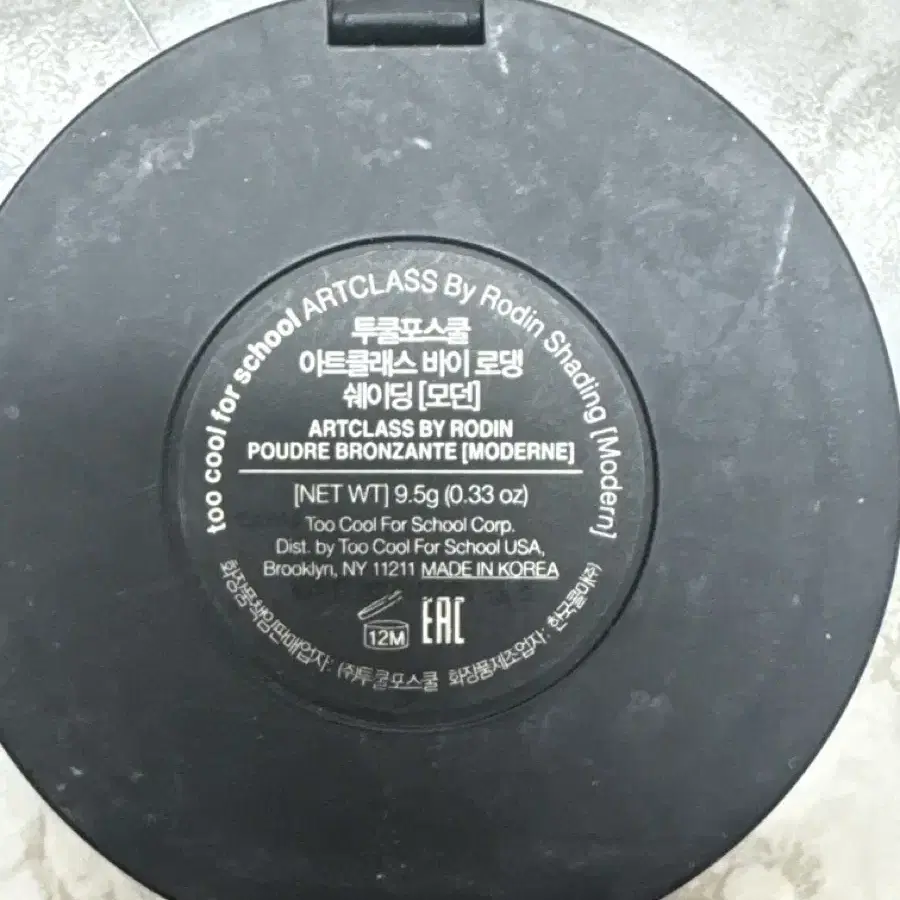 too cool for school ARTCLASS By Rodin Shading [Modern]
투쿨포스쿨
아트클래스 바이 로댕
쉐이딩 [모던]
ARTCLASS BY RODIN
POUDRE BRONZANTE [MODERNE]
[NET WT] 9.5g (0.33 oz)
Too Cool For School Corp.
Dist. by Too Cool For School USA,
Brooklyn, NY 11211 MADE IN KOREA
12M EAC
화장품책임판매업자: (주)투쿨포스쿨 화장품제조업자: 한국콜마(주)